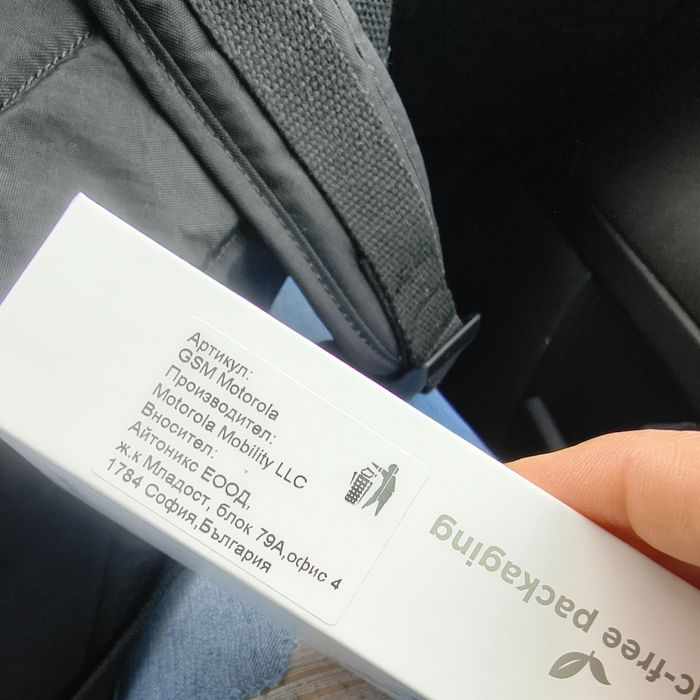 Артикул:
GSM Motorola
Производител:
Motorola Mobility LLC
Вносител:
Айтоникс ЕООД,
ж.к Младост, блок 79А,офис 4
1784 София,България
c-free packaging